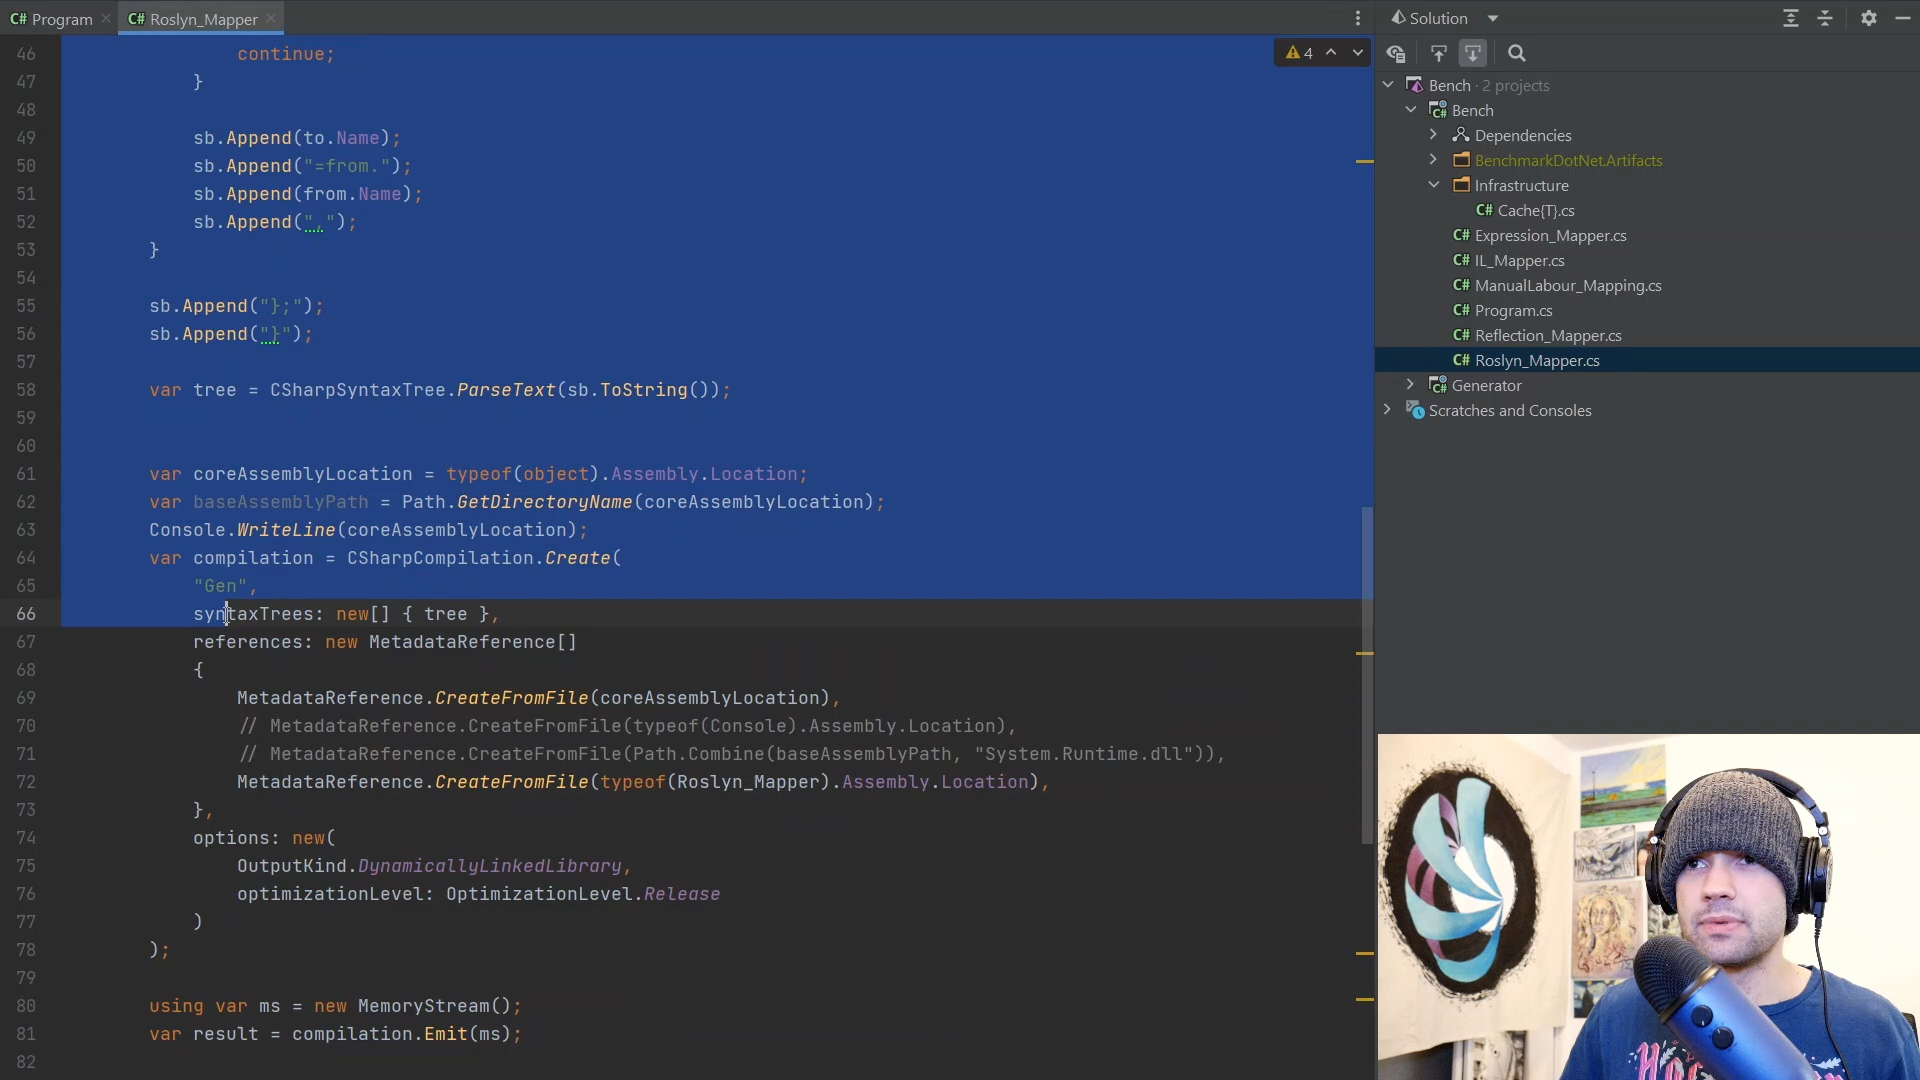 C# Program × C# Roslyn_Mapper ×
46 continue;
47 }
48
49 sb.Append(to.Name);
50 sb.Append("=from.");
51 sb.Append(from.Name);
52 sb.Append(",");
53 }
54
55 sb.Append("};");
56 sb.Append("}");
57
58 var tree = CSharpSyntaxTree.ParseText(sb.ToString());
59
60
61 var coreAssemblyLocation = typeof(object).Assembly.Location;
62 var baseAssemblyPath = Path.GetDirectoryName(coreAssemblyLocation);
63 Console.WriteLine(coreAssemblyLocation);
64 var compilation = CSharpCompilation.Create(
65 "Gen",
66 syntaxTrees: new[] { tree },
67 references: new MetadataReference[]
68 {
69 MetadataReference.CreateFromFile(coreAssemblyLocation),
70 // MetadataReference.CreateFromFile(typeof(Console).Assembly.Location),
71 // MetadataReference.CreateFromFile(Path.Combine(baseAssemblyPath, "System.Runtime.dll")),
72 MetadataReference.CreateFromFile(typeof(Roslyn_Mapper).Assembly.Location),
73 },
74 options: new(
75 OutputKind.DynamicallyLinkedLibrary,
76 optimizationLevel: OptimizationLevel.Release
77 )
78 );
79
80 using var ms = new MemoryStream();
81 var result = compilation.Emit(ms);
82
4
Solution
Bench · 2 projects
C# Bench
Dependencies
BenchmarkDotNet.Artifacts
Infrastructure
C# Cache{T}.cs
C# Expression_Mapper.cs
C# IL_Mapper.cs
C# ManualLabour_Mapping.cs
C# Program.cs
C# Reflection_Mapper.cs
C# Roslyn_Mapper.cs
C# Generator
Scratches and Consoles